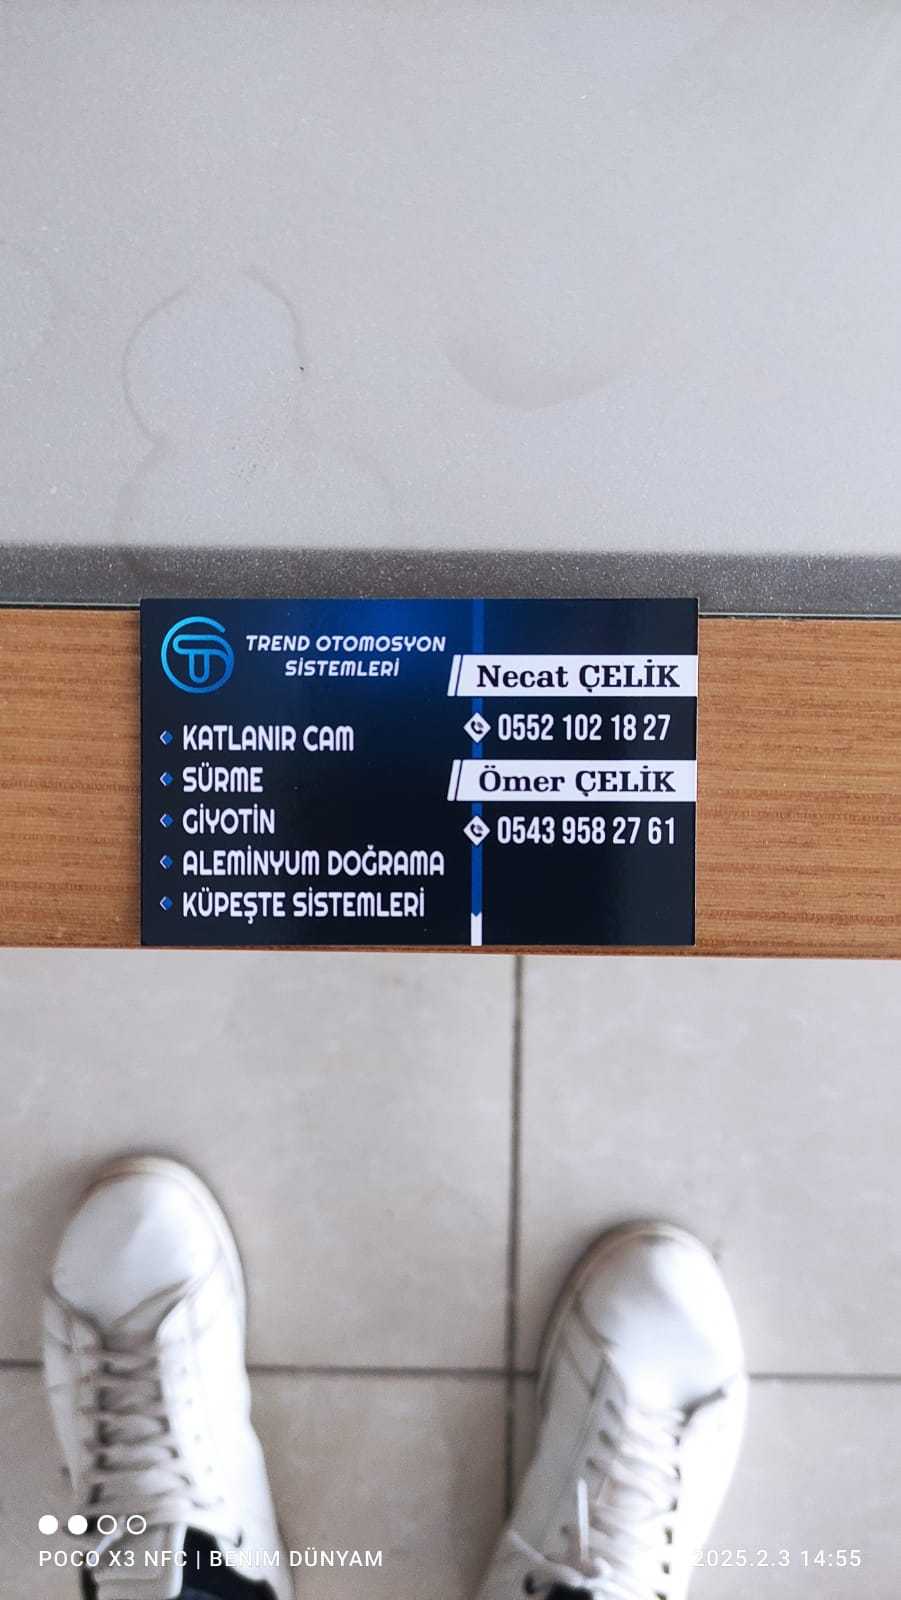 TREND OTOMOSYON
SİSTEMLERİ
KATLANIR CAM
SÜRME
GİYOTİN
ALEMİNYUM DOĞRAMA
KÜPEŞTE SİSTEMLERİ
Necat ÇELİK
0552 102 18 27
Ömer ÇELİK
0543 958 27 61
POCO X3 NFC | BENİM DÜNYAM
2025.2.3 14:55